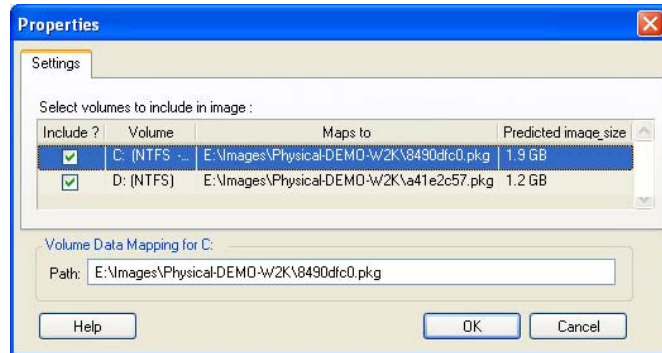 Properties
Settings
Select volumes to include in image :
Include ? Volume Maps to Predicted image_size
C: (NTFS -... E:\Images\Physical-DEMO-W2K\8490dfc0.pkg 1.9 GB
D: (NTFS) E:\Images\Physical-DEMO-W2K\a41e2c57.pkg 1.2 GB
Volume Data Mapping for C:
Path: E:\Images\Physical-DEMO-W2K\8490dfc0.pkg
Help OK Cancel